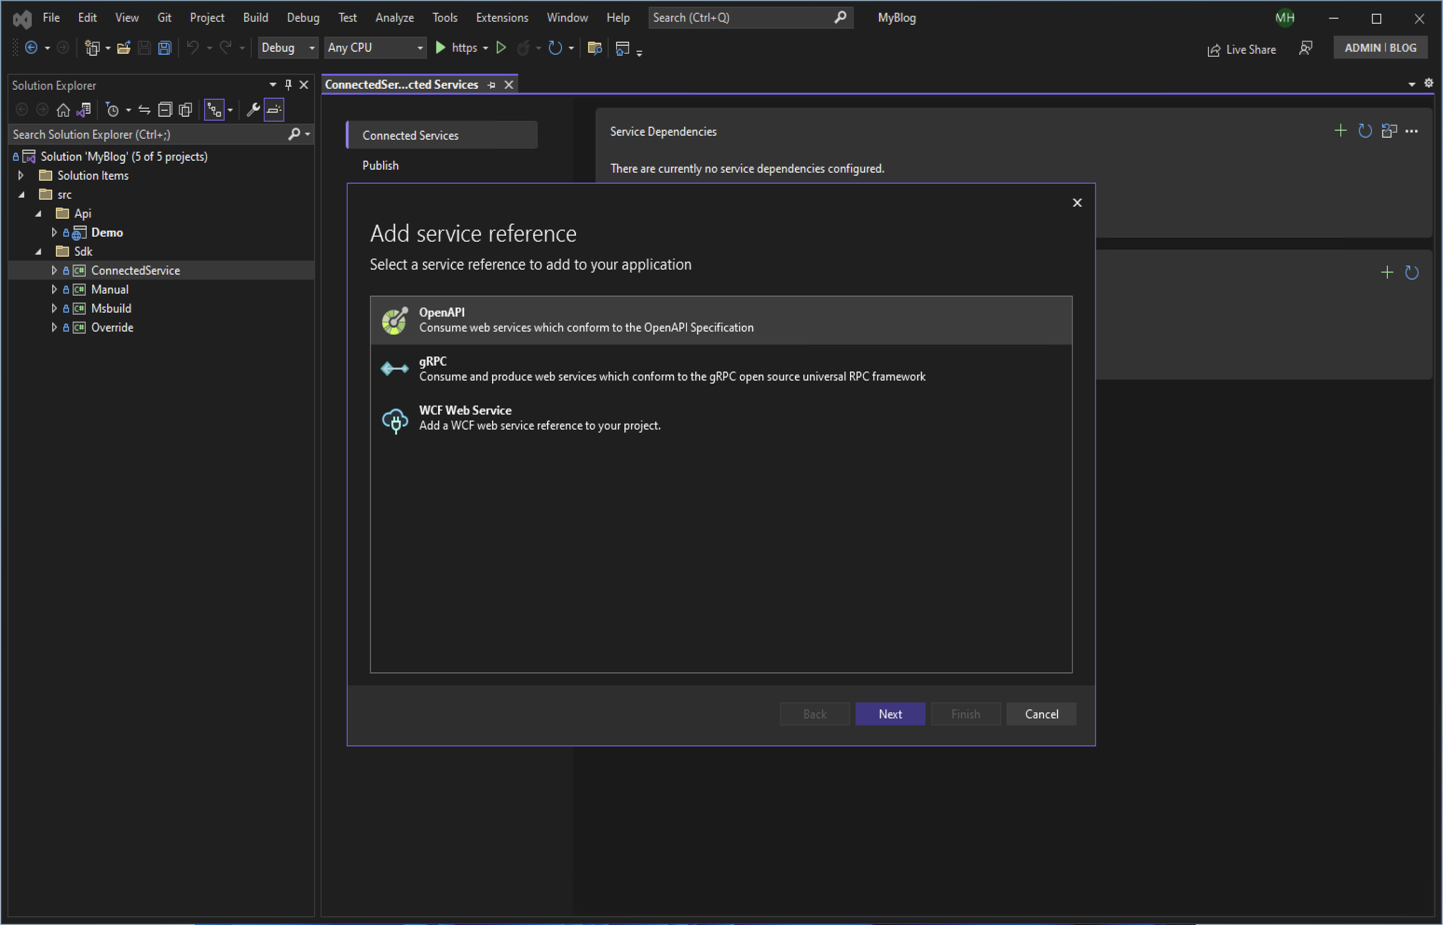 File Edit View Git Project Build Debug Test Analyze Tools Extensions Window Help Search (Ctrl+Q) MyBlog MH
Debug Any CPU https Live Share ADMIN | BLOG
Solution Explorer
ConnectedSer...cted Services
Search Solution Explorer (Ctrl+;)
Solution 'MyBlog' (5 of 5 projects)
Solution Items
src
Api
Demo
Sdk
ConnectedService
Manual
Msbuild
Override
Connected Services
Publish
Service Dependencies
There are currently no service dependencies configured.
Add service reference
Select a service reference to add to your application
OpenAPI
Consume web services which conform to the OpenAPI Specification
gRPC
Consume and produce web services which conform to the gRPC open source universal RPC framework
WCF Web Service
Add a WCF web service reference to your project.
Back Next Finish Cancel